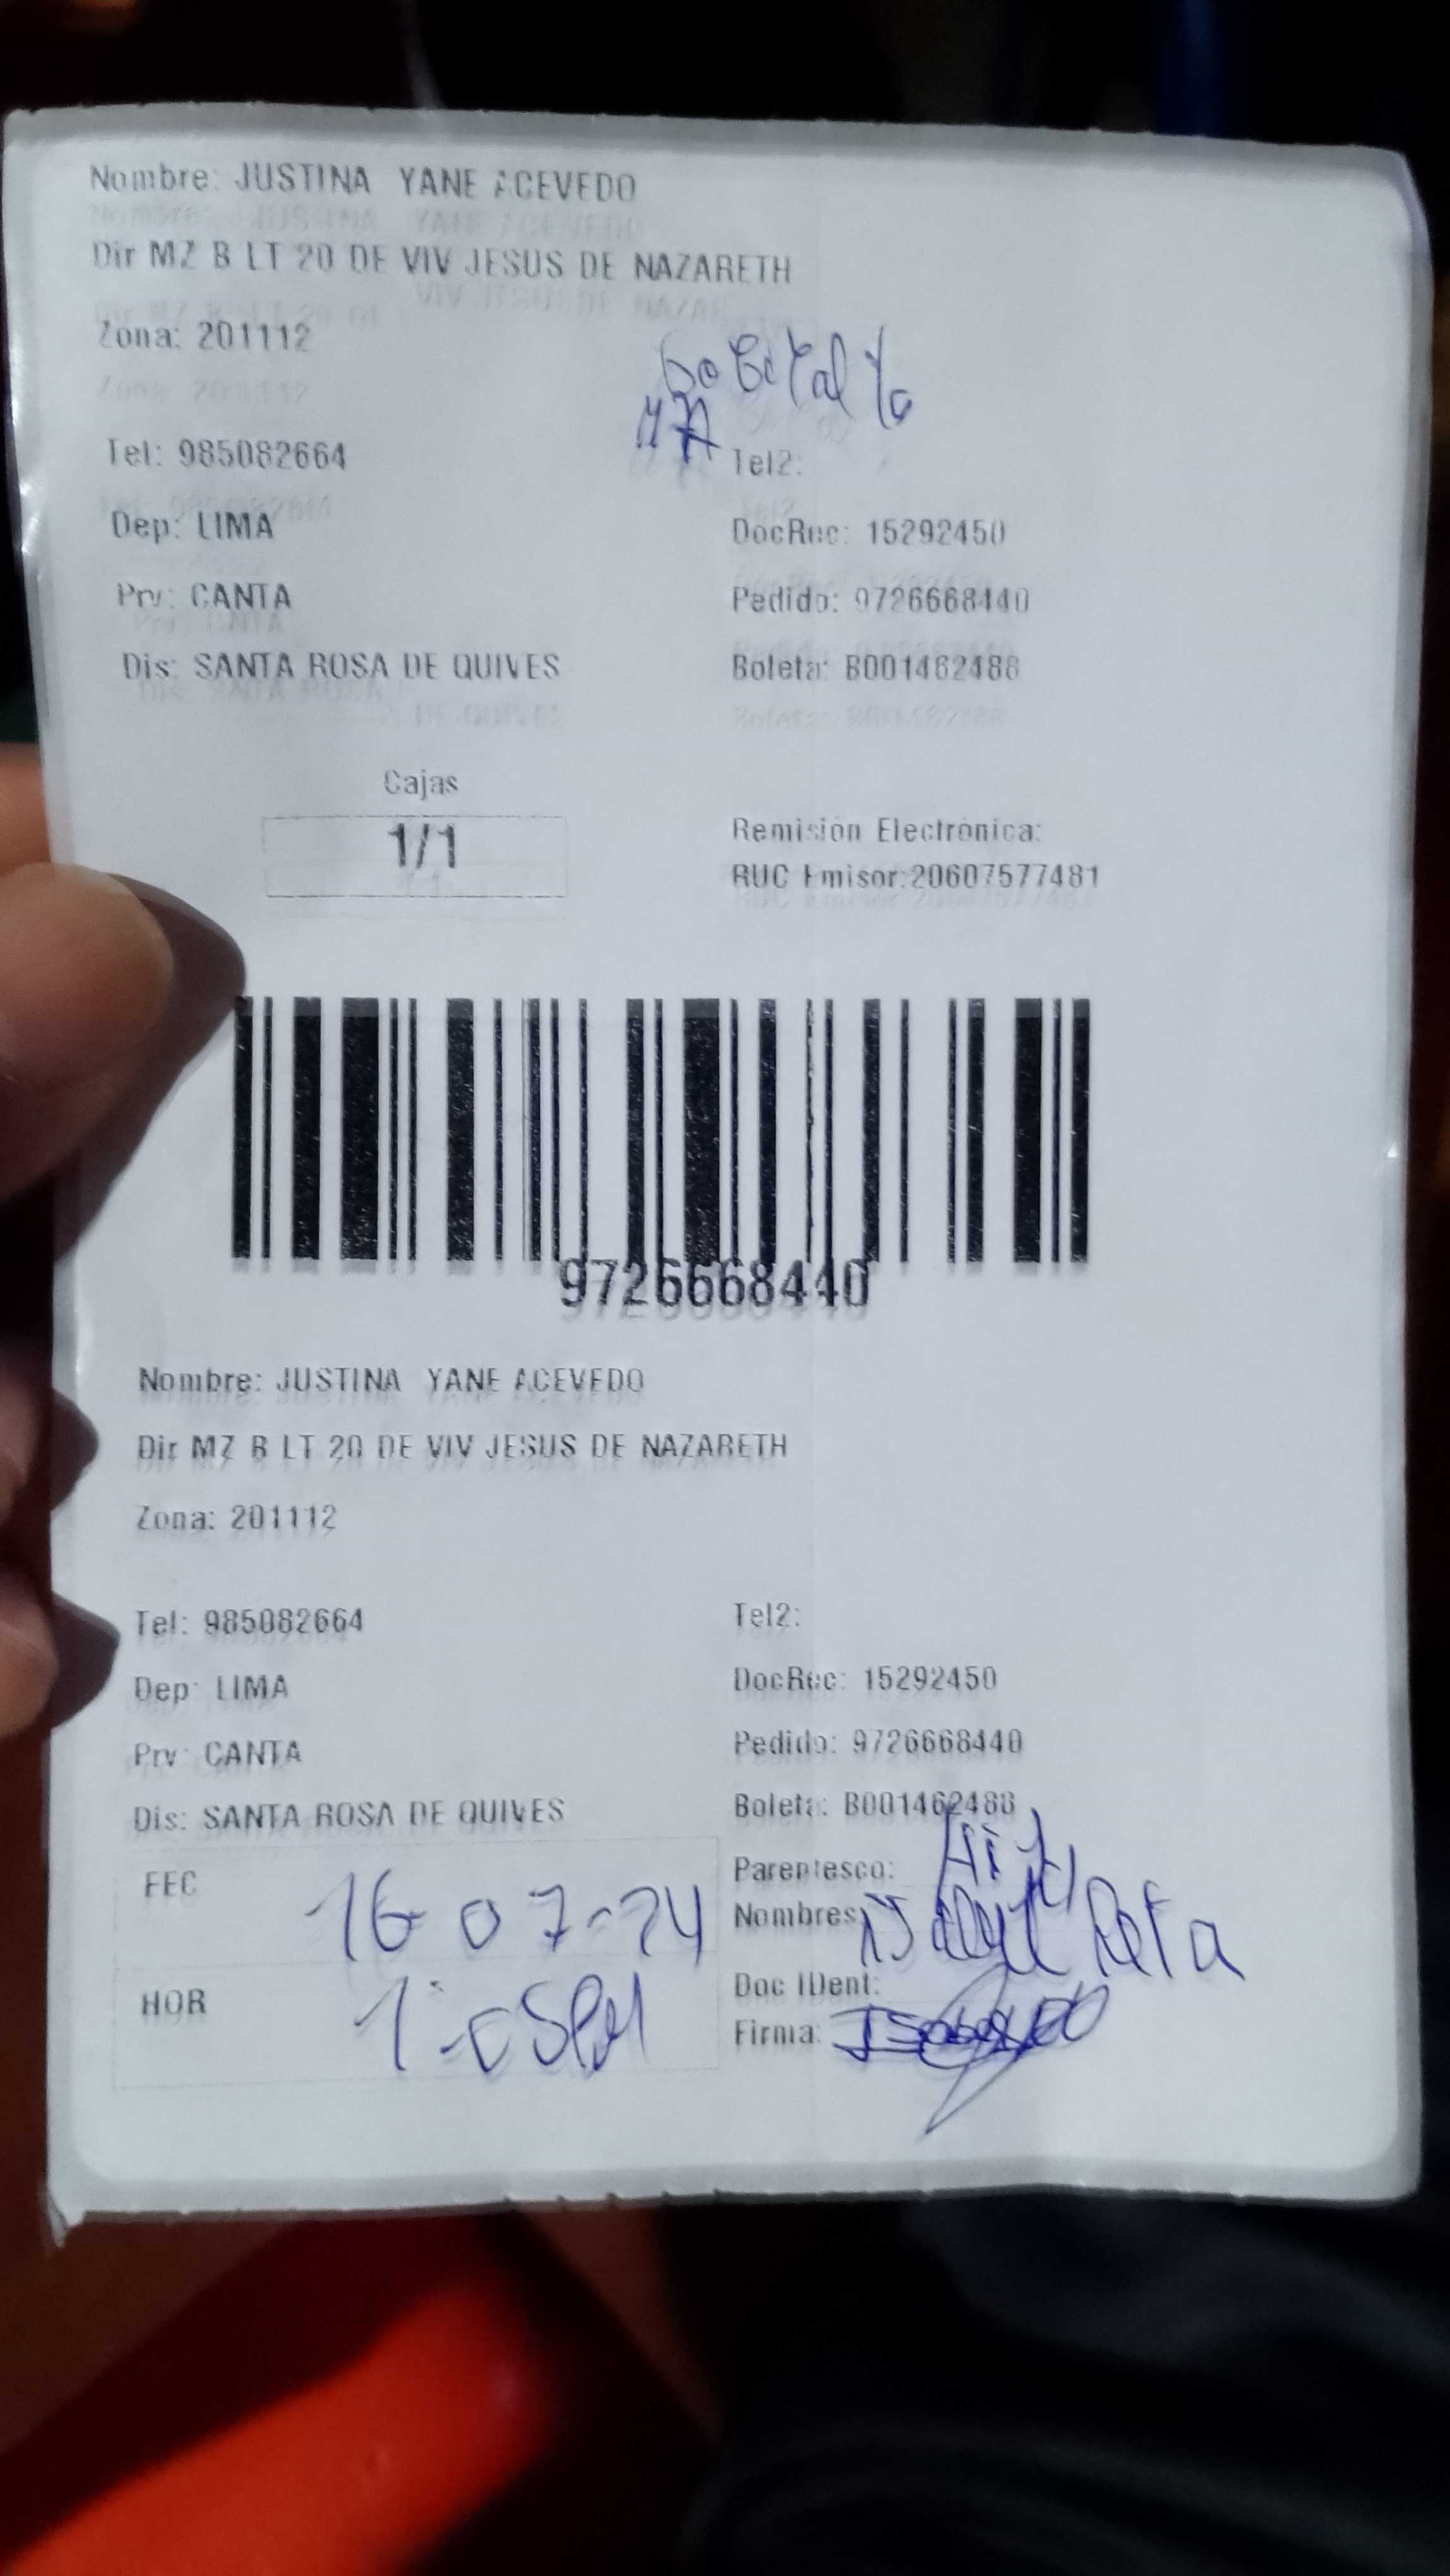 Nombre: JUSTINA YANE ACEVEDO
Dir MZ B LT 20 DE VIV JESUS DE NAZARETH
Zona: 201112
Tel: 985082664
Tel2:
Dep: LIMA
DocRec: 15292450
Prv: CANTA
Pedido: 9726668440
Dis: SANTA ROSA DE QUIVES
Boleta: B001462488
Cajas
1/1
Remisión Electrónica:
RUC Emisor:20607577481
9726668440
Nombre: JUSTINA YANE ACEVEDO
Dir MZ B LT 20 DE VIV JESUS DE NAZARETH
Zona: 201112
Tel: 985082664
Tel2:
Dep: LIMA
DocRec: 15292450
Prv: CANTA
Pedido: 9726668440
Dis: SANTA ROSA DE QUIVES
Boleta: B001462488
FEC 16-07-24
Parentesco:
Nombres:
HOR 1:05PM
Doc IDent:
Firma: